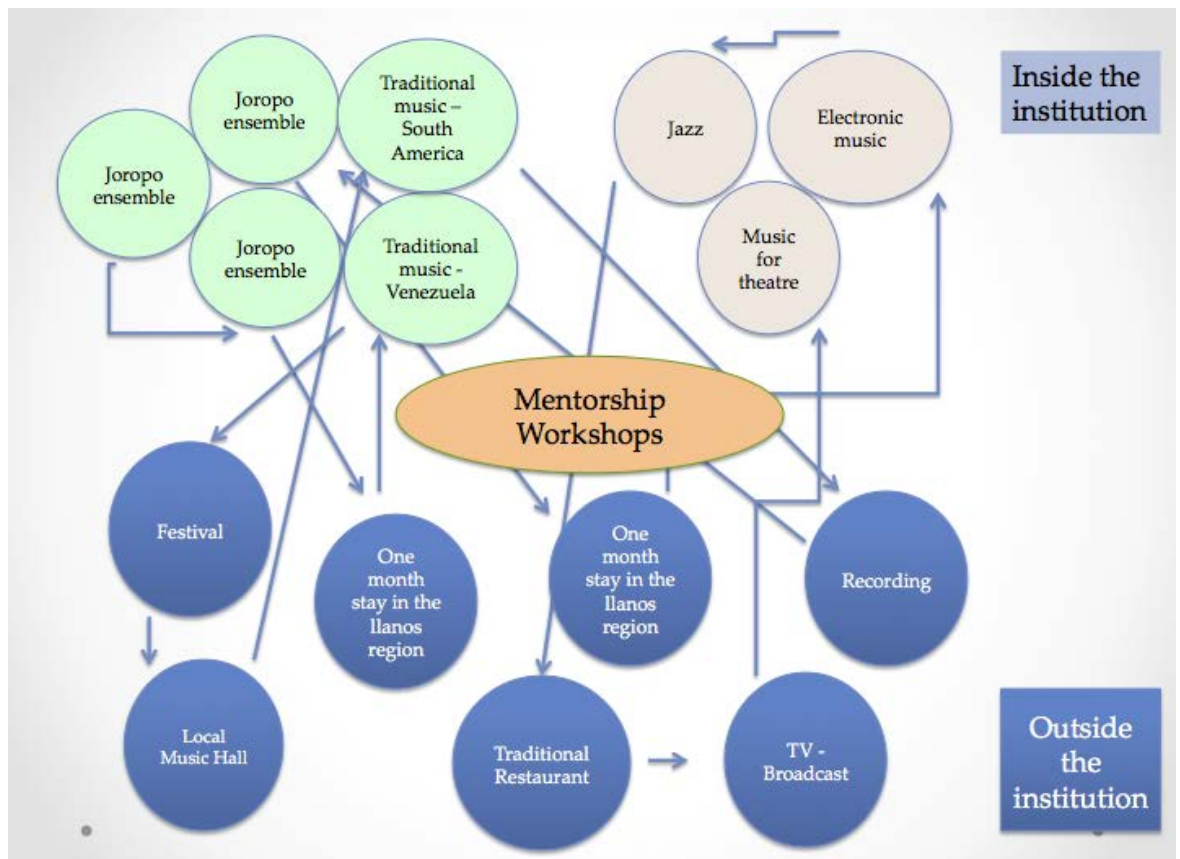 Joropo
ensemble
Joropo
ensemble
Traditional
music –
South
America
Joropo
ensemble
Traditional
music -
Venezuela
Jazz
Electronic
music
Music
for
theatre
Inside the
institution
Mentorship
Workshops
Festival
One
month
stay in the
llanos
region
One
month
stay in the
llanos
region
Recording
Local
Music Hall
Traditional
Restaurant
TV -
Broadcast
Outside
the
institution